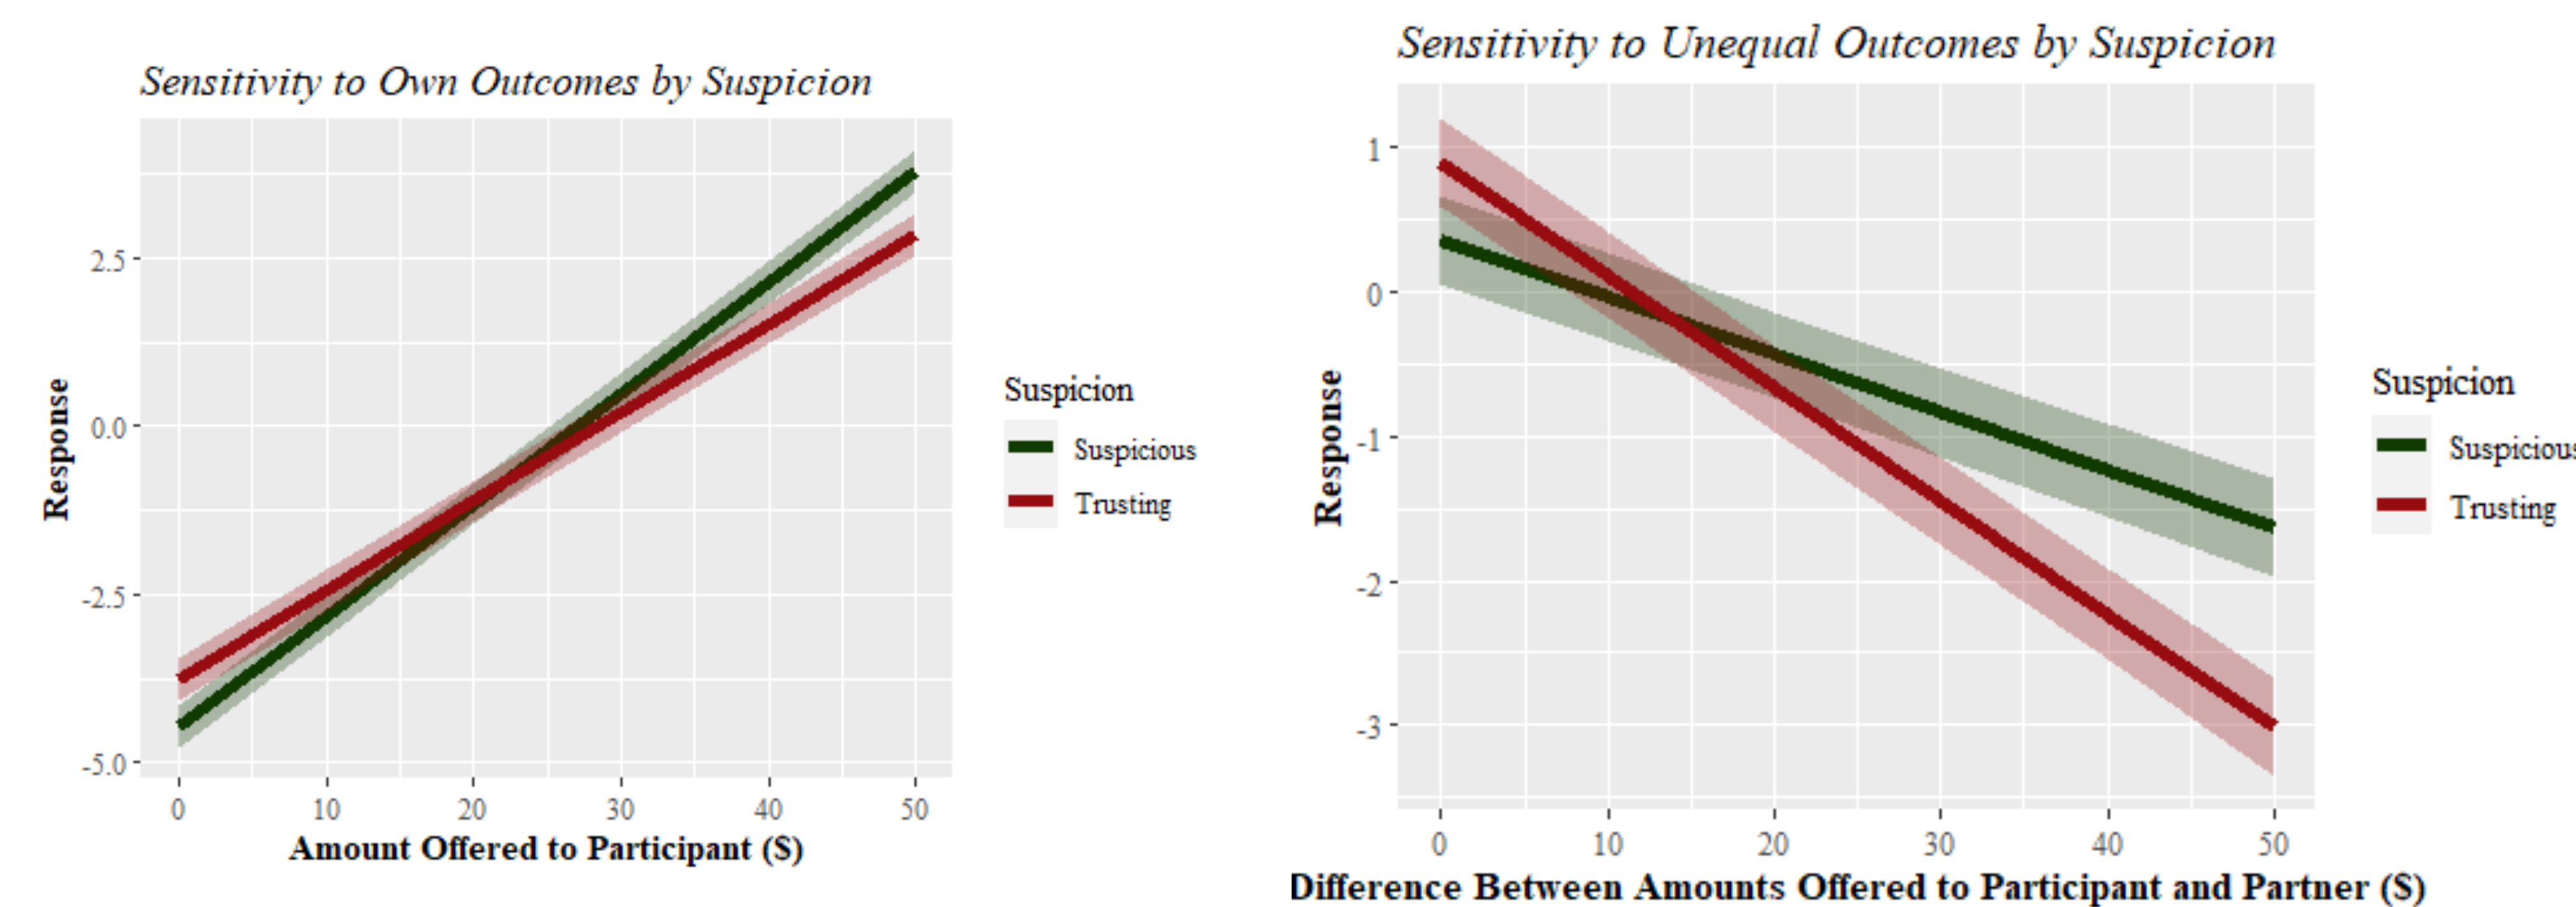 Sensitivity to Own Outcomes by Suspicion
Response
2.5
0.0
-2.5
-5.0
0 10 20 30 40 50
Amount Offered to Participant ($)
Suspicion
Suspicious
Trusting
Sensitivity to Unequal Outcomes by Suspicion
Response
1
0
-1
-2
-3
0 10 20 30 40 50
Difference Between Amounts Offered to Participant and Partner ($)
Suspicion
Suspicious
Trusting